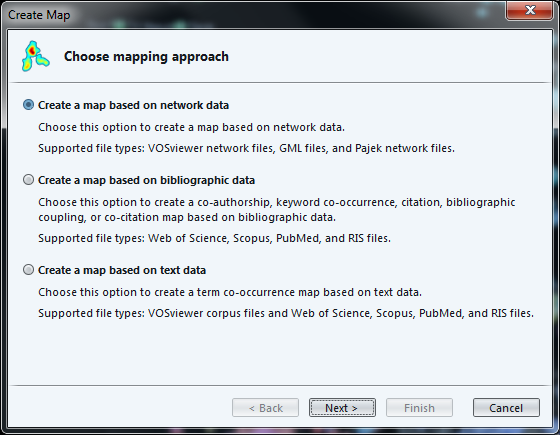 Create Map
Choose mapping approach
Create a map based on network data
Choose this option to create a map based on network data.
Supported file types: VOSviewer network files, GML files, and Pajek network files.
Create a map based on bibliographic data
Choose this option to create a co-authorship, keyword co-occurrence, citation, bibliographic
coupling, or co-citation map based on bibliographic data.
Supported file types: Web of Science, Scopus, PubMed, and RIS files.
Create a map based on text data
Choose this option to create a term co-occurrence map based on text data.
Supported file types: VOSviewer corpus files and Web of Science, Scopus, PubMed, and RIS files.
< Back Next > Finish Cancel